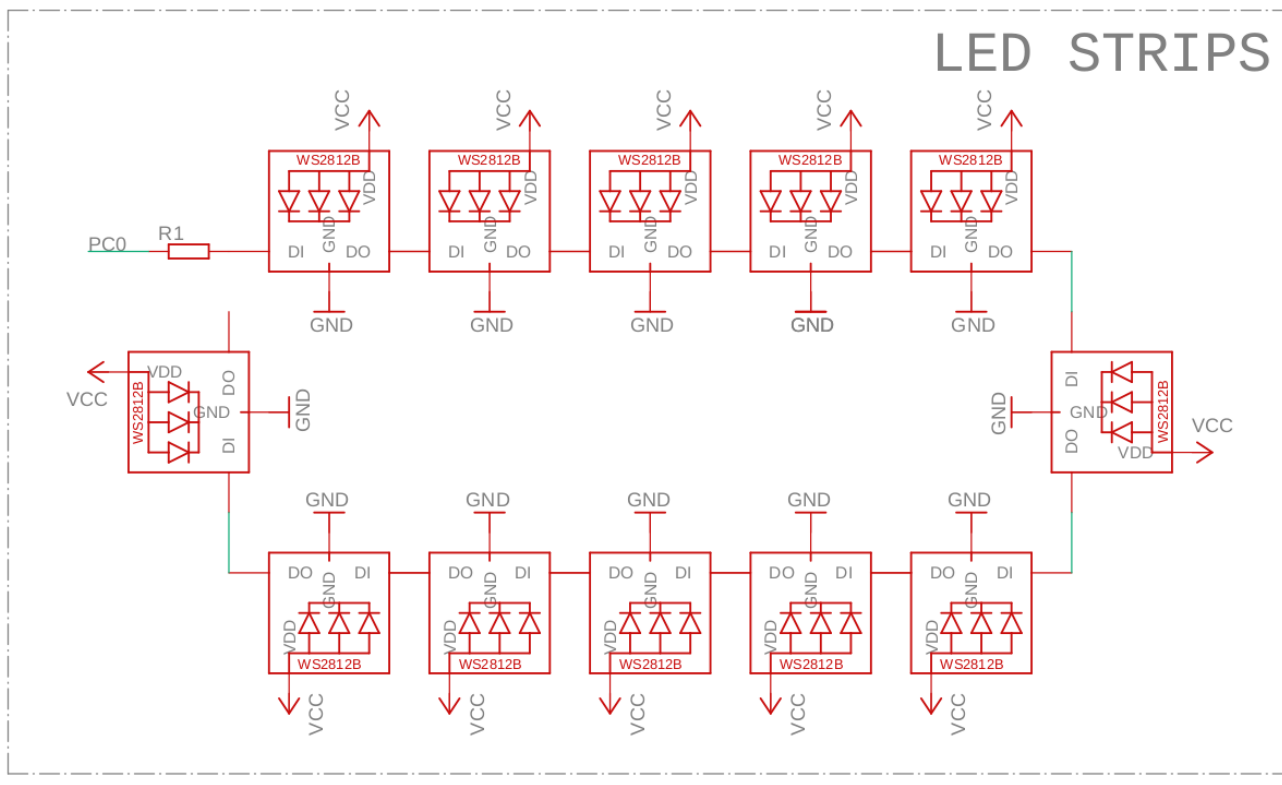 LED STRIPS
VCC VCC VCC VCC VCC
WS2812B WS2812B WS2812B WS2812B WS2812B
VDD VDD VDD VDD VDD
PC0 R1
DI GND DO DI GND DO DI GND DO DI GND DO DI GND DO
GND GND GND GND GND
VCC WS2812B VDD GND DO DI GND
GND DI GND DO VDD WS2812B VCC
GND GND GND GND GND
DO GND DI DO GND DI DO GND DI DO GND DI DO GND DI
VDD VDD VDD VDD VDD
WS2812B WS2812B WS2812B WS2812B WS2812B
VCC VCC VCC VCC VCC